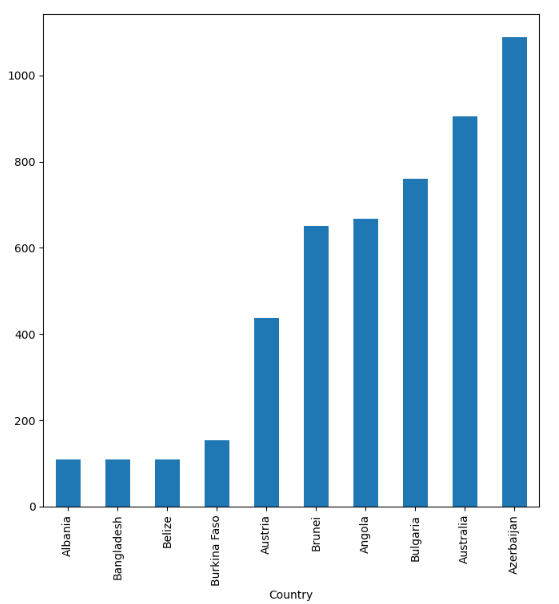 1000
800
600
400
200
0
Albania
Bangladesh
Belize
Burkina Faso
Austria
Brunei
Angola
Bulgaria
Australia
Azerbaijan
Country